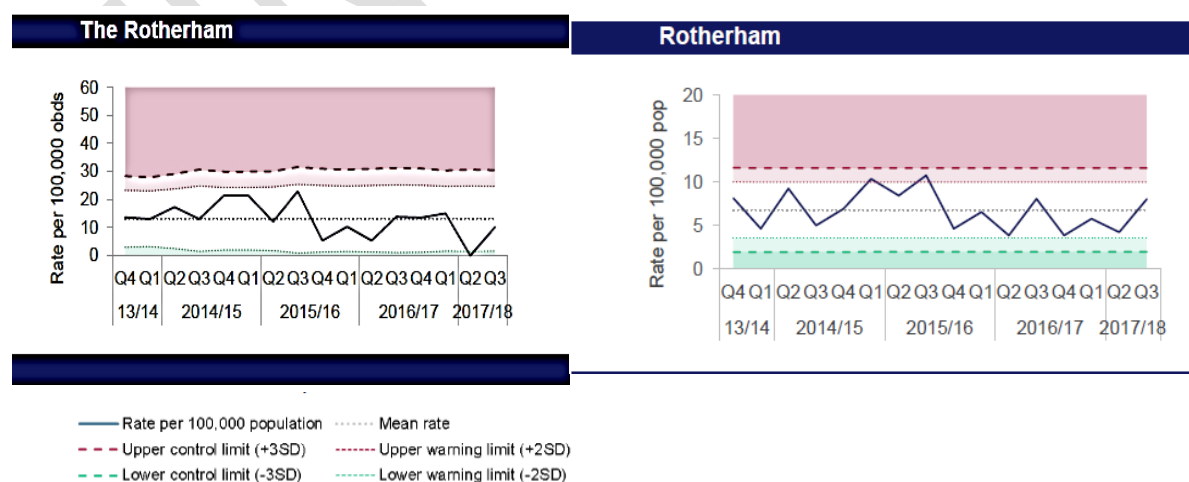 The Rotherham
Rate per 100,000 obds
60
50
40
30
20
10
0
Q4 Q1 Q2 Q3 Q4 Q1 Q2 Q3 Q4 Q1 Q2 Q3 Q4 Q1 Q2 Q3
13/14 2014/15 2015/16 2016/17 2017/18
Rotherham
Rate per 100,000 pop
20
15
10
5
0
Q4 Q1 Q2 Q3 Q4 Q1 Q2 Q3 Q4 Q1 Q2 Q3 Q4 Q1 Q2 Q3
13/14 2014/15 2015/16 2016/17 2017/18
Rate per 100,000 population Mean rate
Upper control limit (+3SD) Upper warning limit (+2SD)
Lower control limit (-3SD) Lower warning limit (-2SD)